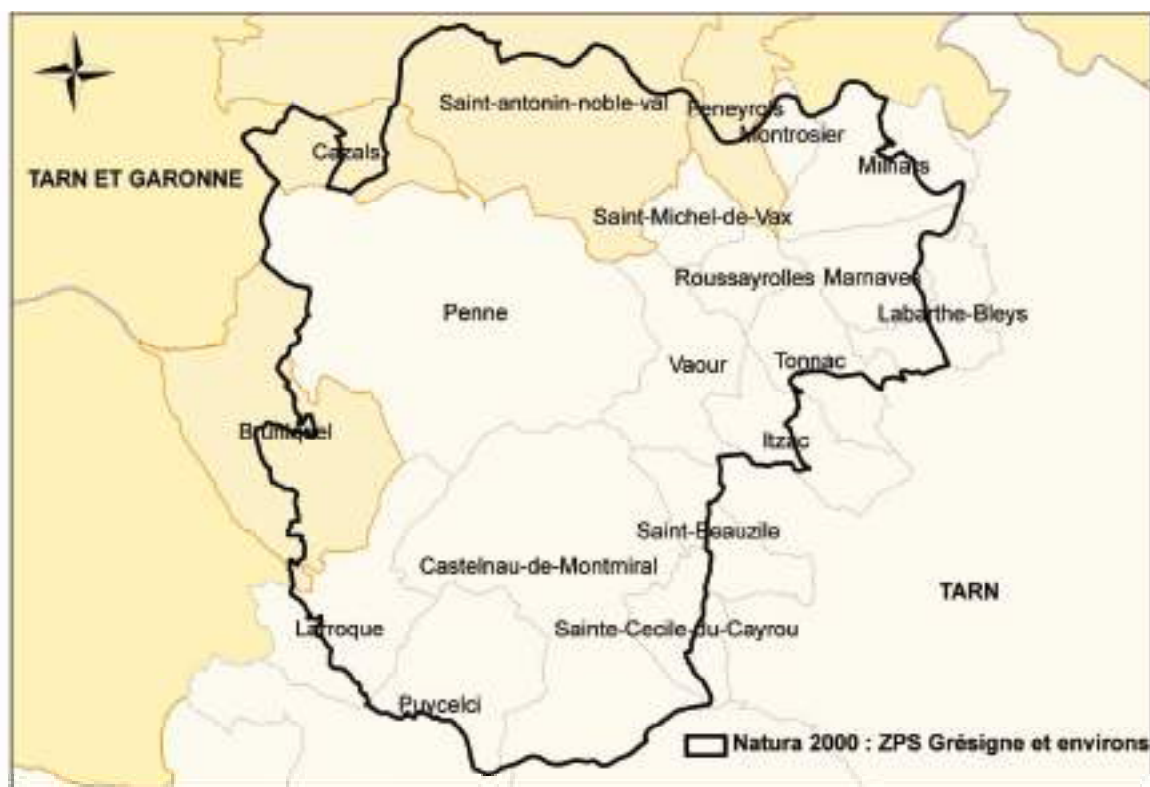 Saint-antonin-noble-val
Feneyrols
Montrosier
Cazals
Milhars
TARN ET GARONNE
Saint-Michel-de-Vax
Roussayrolles
Marnaves
Penne
Labarthe-Bleys
Vaour
Tonnac
Bruniquel
Itzac
Saint-Beauzile
Castelnau-de-Montmiral
TARN
Larroque
Sainte-Cecile-du-Cayrou
Puycelci
Natura 2000 : ZPS Grésigne et environs